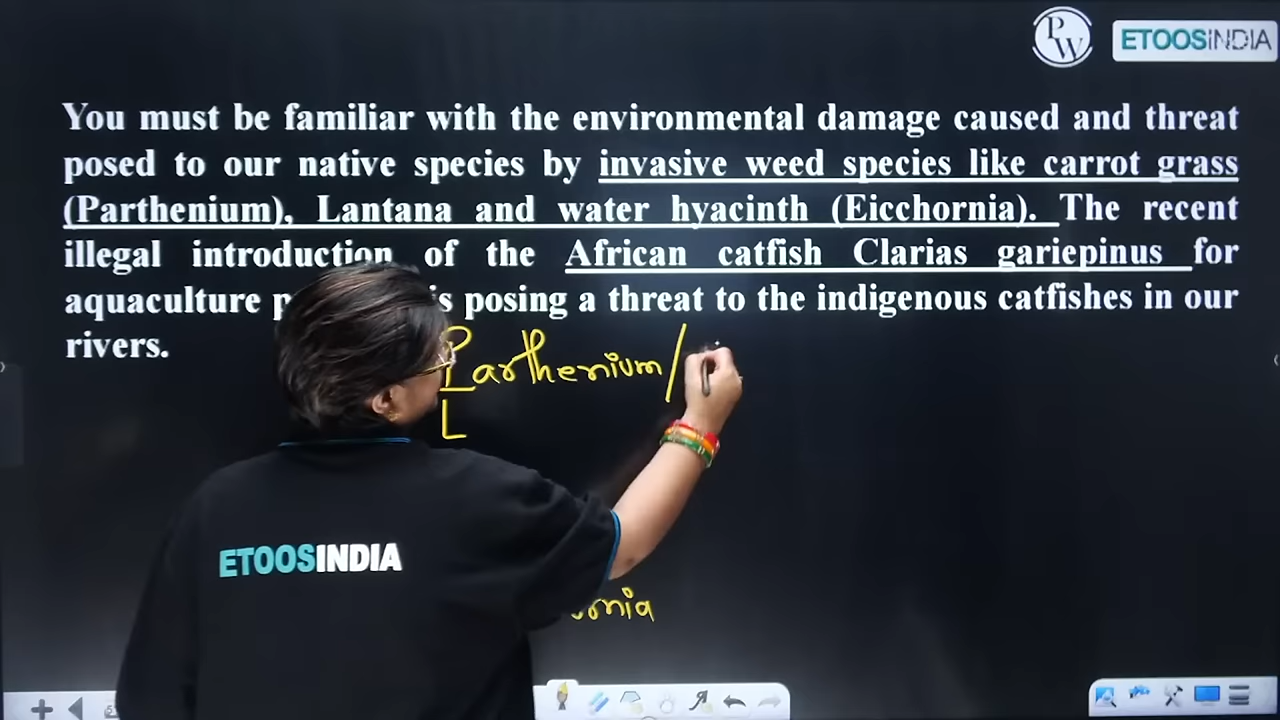 PW
ETOOSINDIA
You must be familiar with the environmental damage caused and threat
posed to our native species by invasive weed species like carrot grass
(Parthenium), Lantana and water hyacinth (Eicchornia). The recent
illegal introduction of the African catfish Clarias gariepinus for
aquaculture is posing a threat to the indigenous catfishes in our
rivers.
Parthenium/
L
ETOOSINDIA